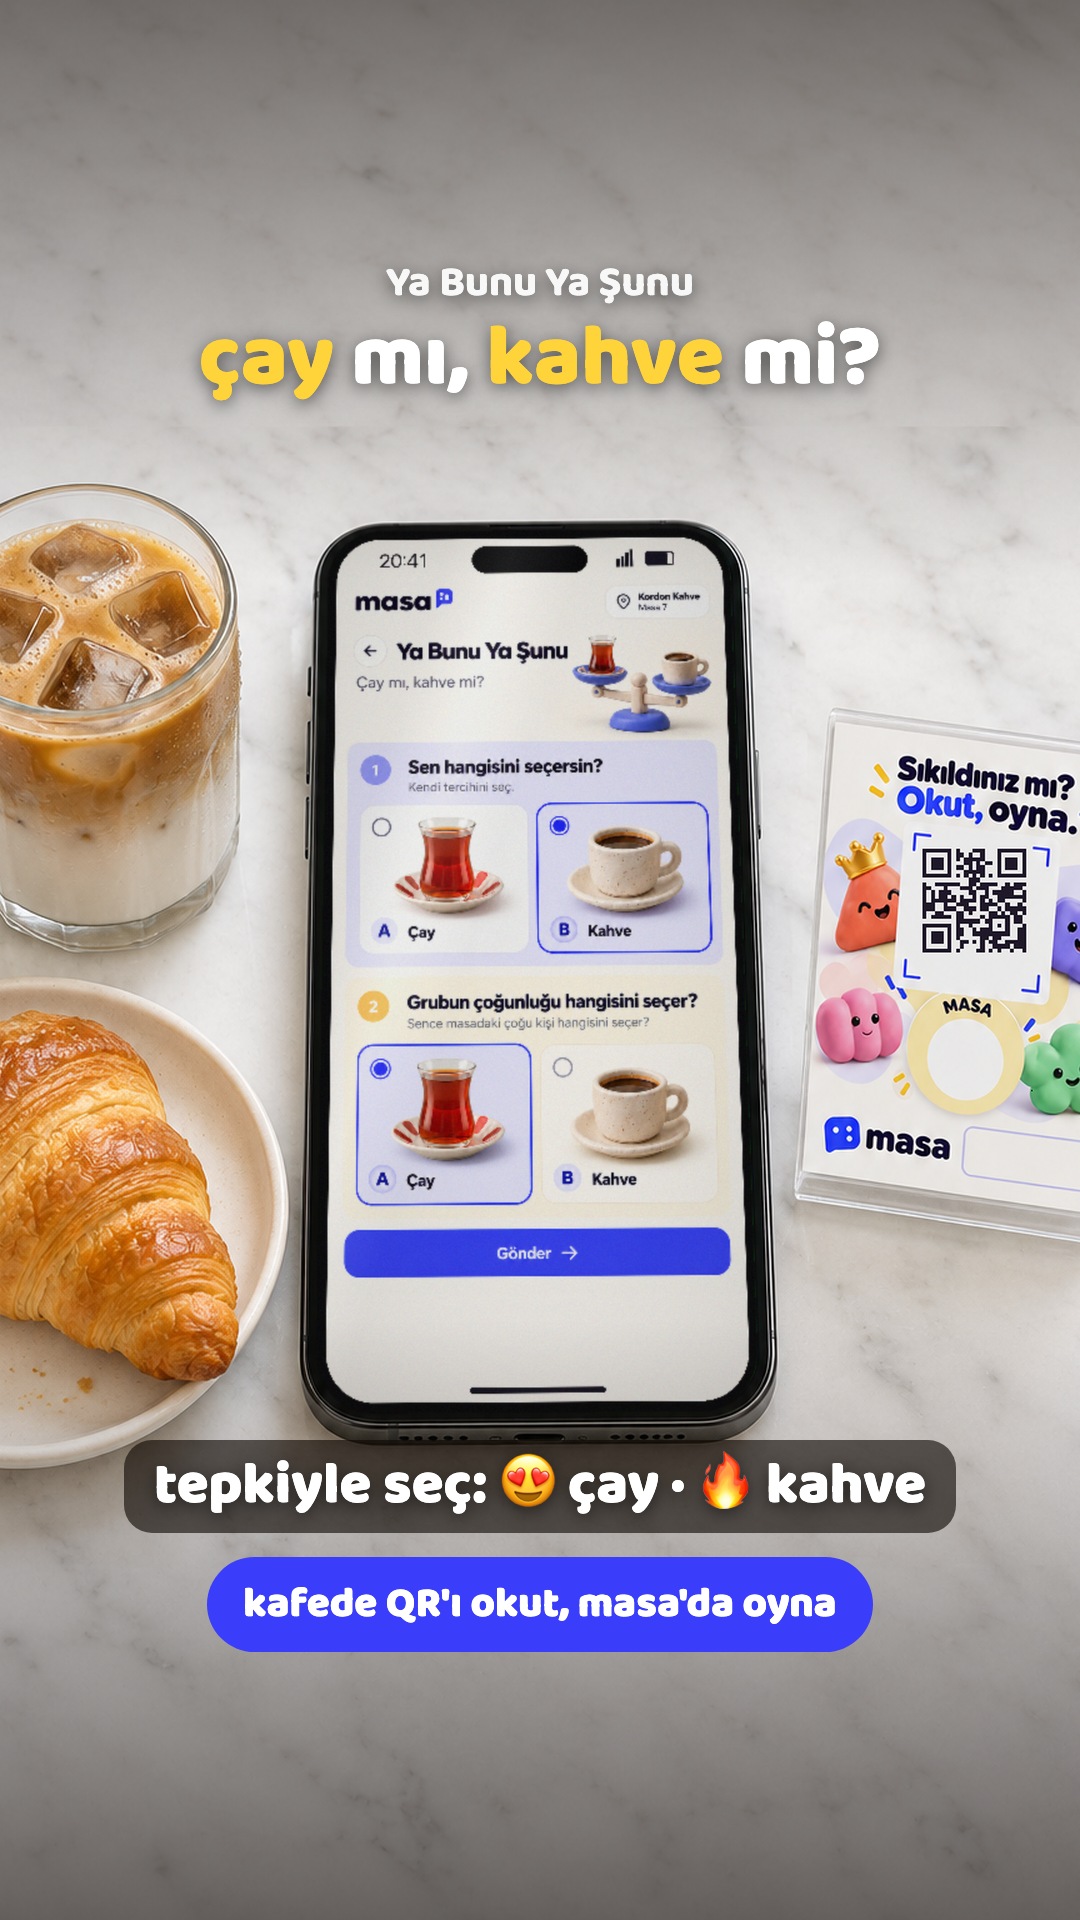 Ya Bunu Ya Şunu
çay mı, kahve mi?
20:41
masa
Kordon Kahve
Masa 7
Ya Bunu Ya Şunu
Çay mı, kahve mi?
1 Sen hangisini seçersin?
Kendi tercihini seç.
A Çay
B Kahve
2 Grubun çoğunluğu hangisini seçer?
Sence masadaki çoğu kişi hangisini seçer?
A Çay
B Kahve
Gönder →
Sıkıldınız mı?
Okut, oyna.
MASA
masa
tepkiyle seç: 😍 çay · 🔥 kahve
kafede QR'ı okut, masa'da oyna